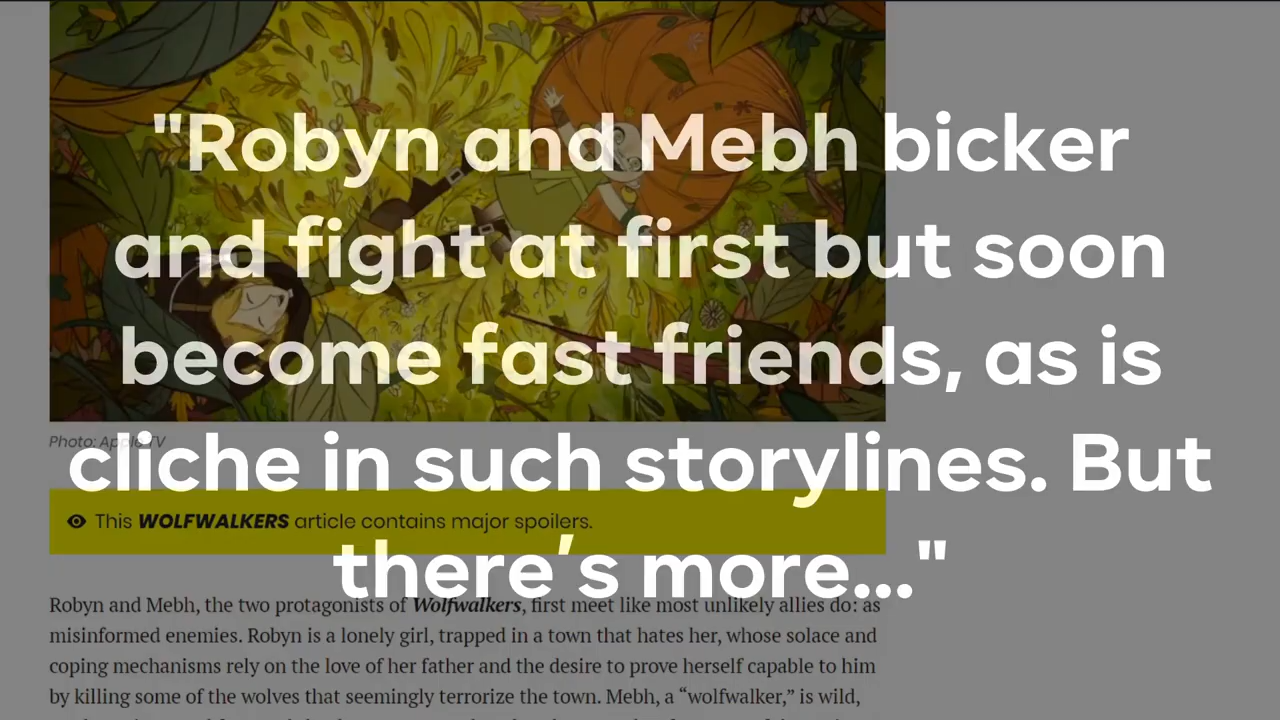 "Robyn and Mebh bicker
and fight at first but soon
become fast friends, as is
cliche in such storylines. But
there's more..."
Photo: Apple TV
This WOLFWALKERS article contains major spoilers.
Robyn and Mebh, the two protagonists of Wolfwalkers, first meet like most unlikely allies do: as
misinformed enemies. Robyn is a lonely girl, trapped in a town that hates her, whose solace and
coping mechanisms rely on the love of her father and the desire to prove herself capable to him
by killing some of the wolves that seemingly terrorize the town. Mebh, a “wolfwalker,” is wild,